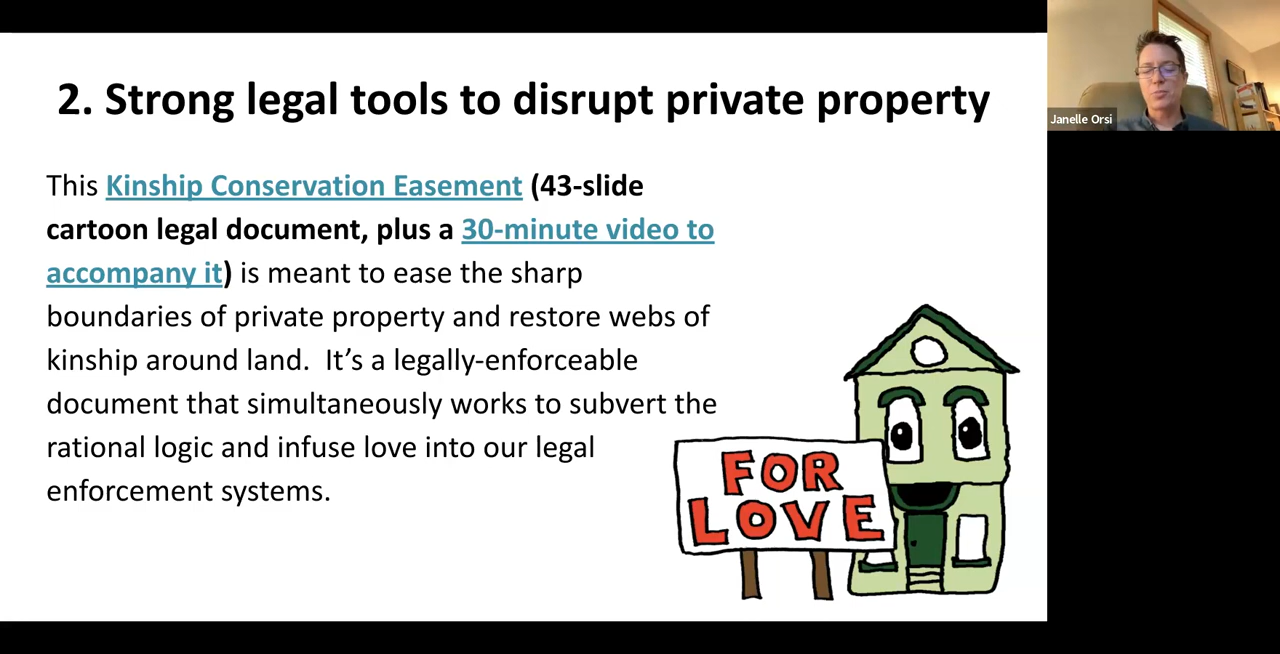 2. Strong legal tools to disrupt private property
This Kinship Conservation Easement (43-slide
cartoon legal document, plus a 30-minute video to
accompany it) is meant to ease the sharp
boundaries of private property and restore webs of
kinship around land.  It’s a legally-enforceable
document that simultaneously works to subvert the
rational logic and infuse love into our legal
enforcement systems.
FOR
LOVE
Janelle Orsi